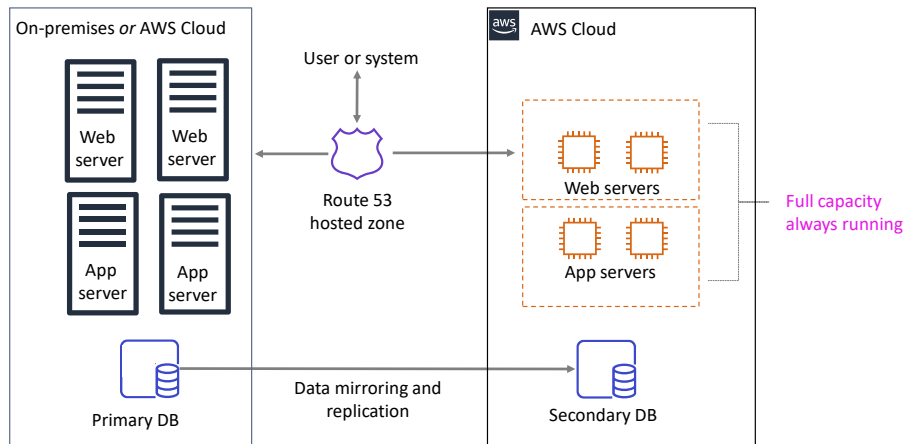 On-premises or AWS Cloud
Web
server
Web
server
App
server
App
server
Primary DB
User or system
Route 53
hosted zone
Data mirroring and
replication
aws
AWS Cloud
Web servers
App servers
Secondary DB
Full capacity
always running